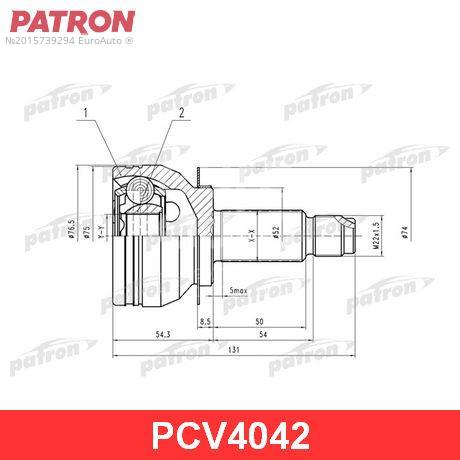 PATRON
№2015739294 EuroAuto ®
patron patron patron
1 2
ø76.5
ø75
Y-Y
X-X
ø52
M22x1.5
ø74
patron patron patron
5max
8.5 50
54.3 54
131
patron patron patron
PCV4042